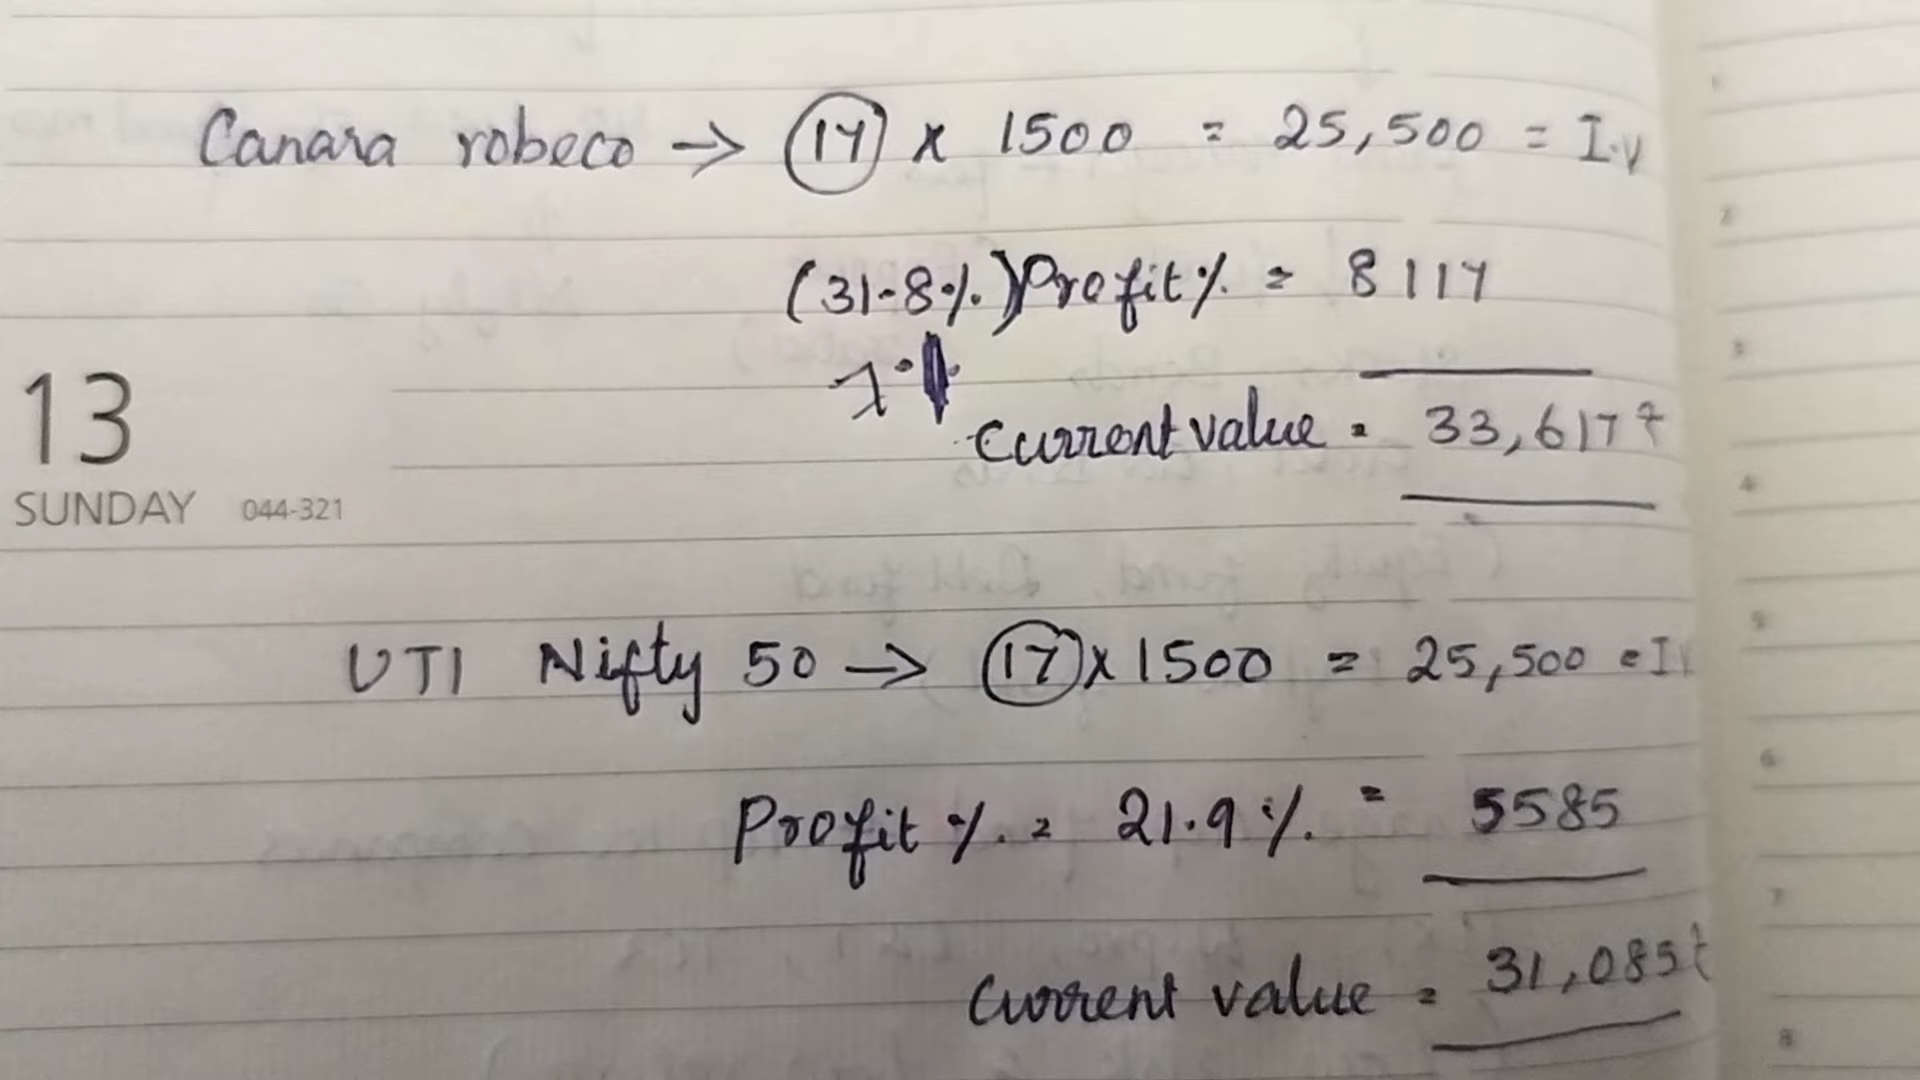 Canara robeco → 17 x 1500 = 25,500 = I.V
(31.8%) Profit % = 8117
Current value = 33,617 ₹
13
SUNDAY 044-321
UTI Nifty 50 → 17 x 1500 = 25,500 = I
Profit % = 21.9 % = 5585
Current value = 31,085 ₹